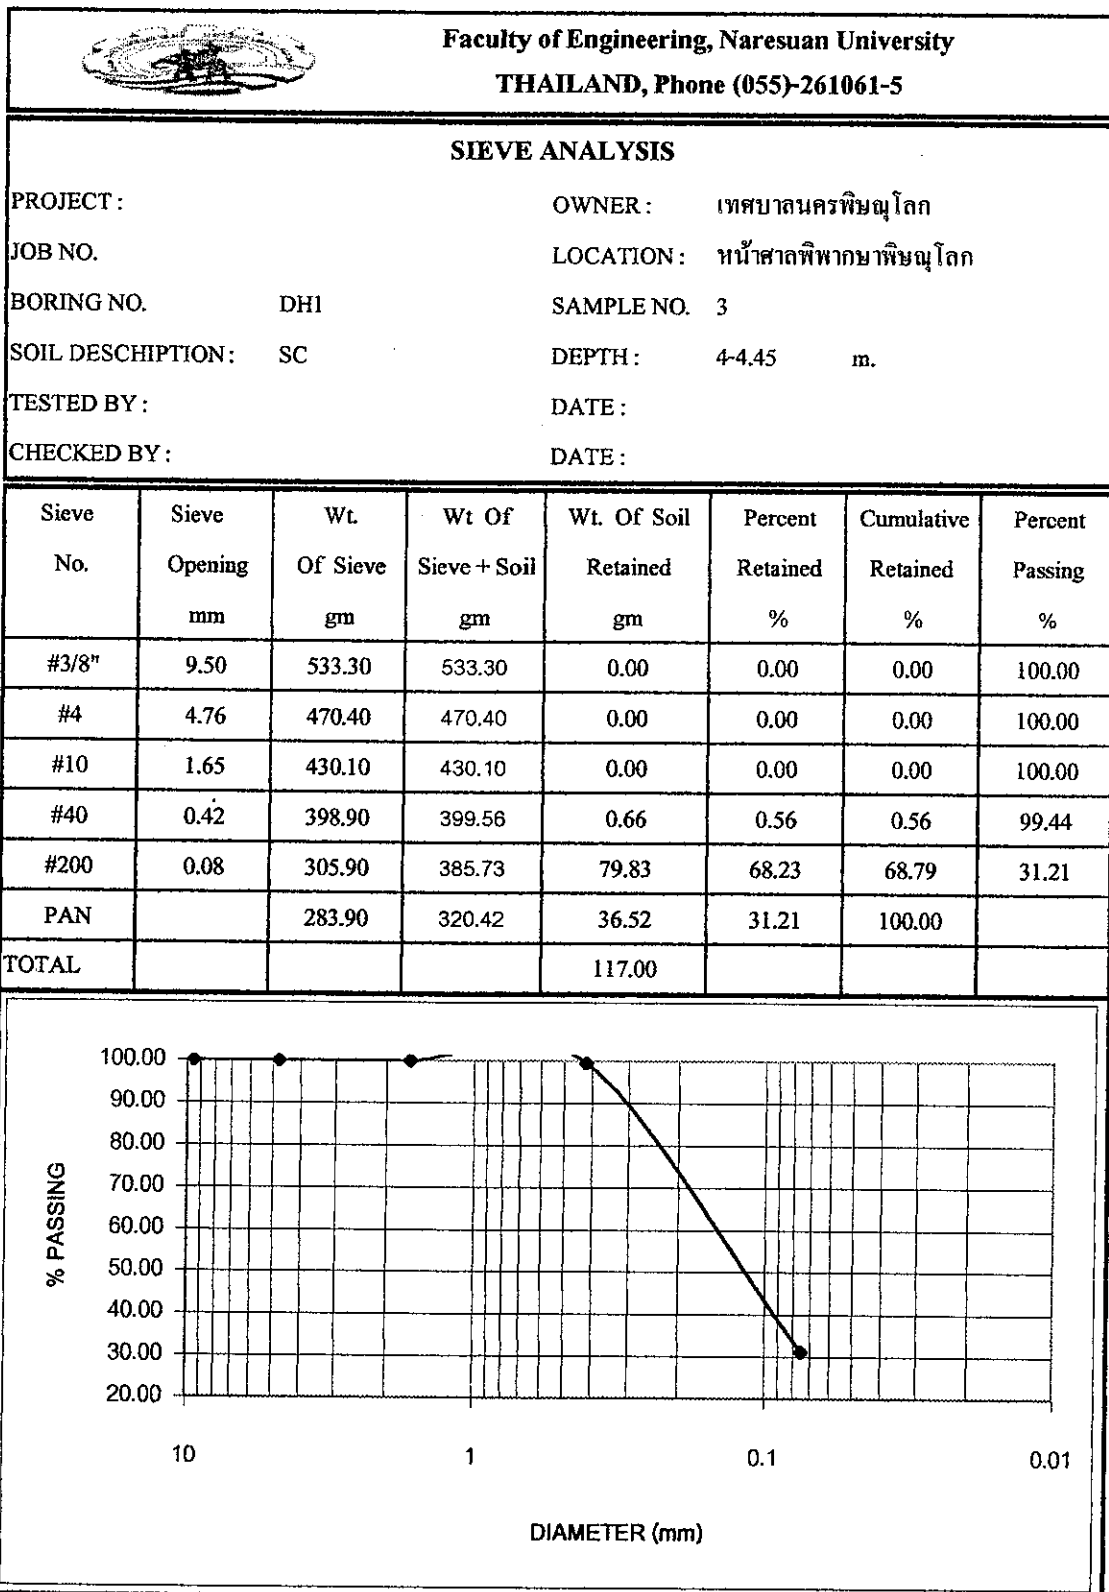 Faculty of Engineering, Naresuan University
THAILAND, Phone (055)-261061-5
SIEVE ANALYSIS
PROJECT : OWNER : เทศบาลนครพิษณุโลก
JOB NO. LOCATION : หน้าศาลพิพากษาพิษณุโลก
BORING NO. DH1 SAMPLE NO. 3
SOIL DESCHIPTION : SC DEPTH : 4-4.45 m.
TESTED BY : DATE :
CHECKED BY : DATE :
Sieve Sieve Wt. Wt Of Wt. Of Soil Percent Cumulative Percent
No. Opening Of Sieve Sieve + Soil Retained Retained Retained Passing
mm gm gm gm % % %
#3/8" 9.50 533.30 533.30 0.00 0.00 0.00 100.00
#4 4.76 470.40 470.40 0.00 0.00 0.00 100.00
#10 1.65 430.10 430.10 0.00 0.00 0.00 100.00
#40 0.42 398.90 399.56 0.66 0.56 0.56 99.44
#200 0.08 305.90 385.73 79.83 68.23 68.79 31.21
PAN 283.90 320.42 36.52 31.21 100.00
TOTAL 117.00
% PASSING
100.00
90.00
80.00
70.00
60.00
50.00
40.00
30.00
20.00
10 1 0.1 0.01
DIAMETER (mm)